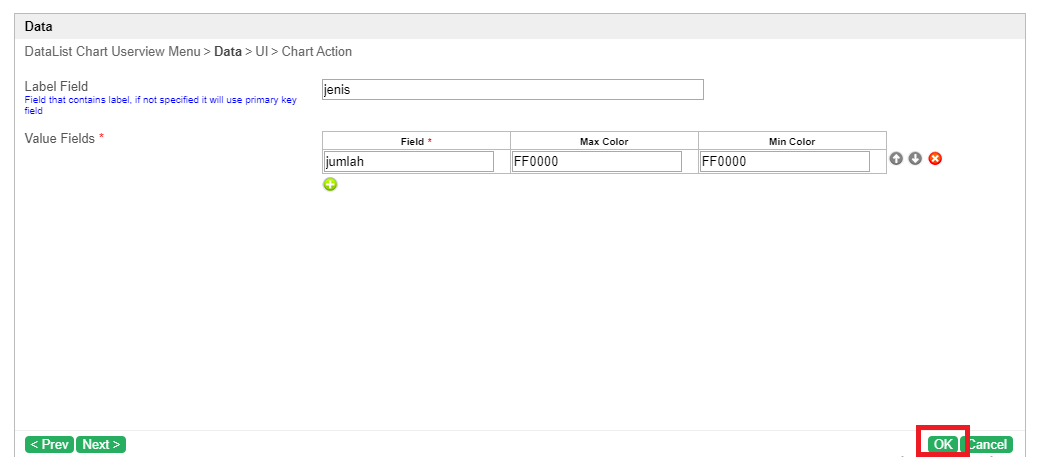 Data
DataList Chart Userview Menu > Data > UI > Chart Action
Label Field
Field that contains label, if not specified it will use primary key
field
jenis
Value Fields *
Field * Max Color Min Color
jumlah FF0000 FF0000
< Prev Next > OK Cancel